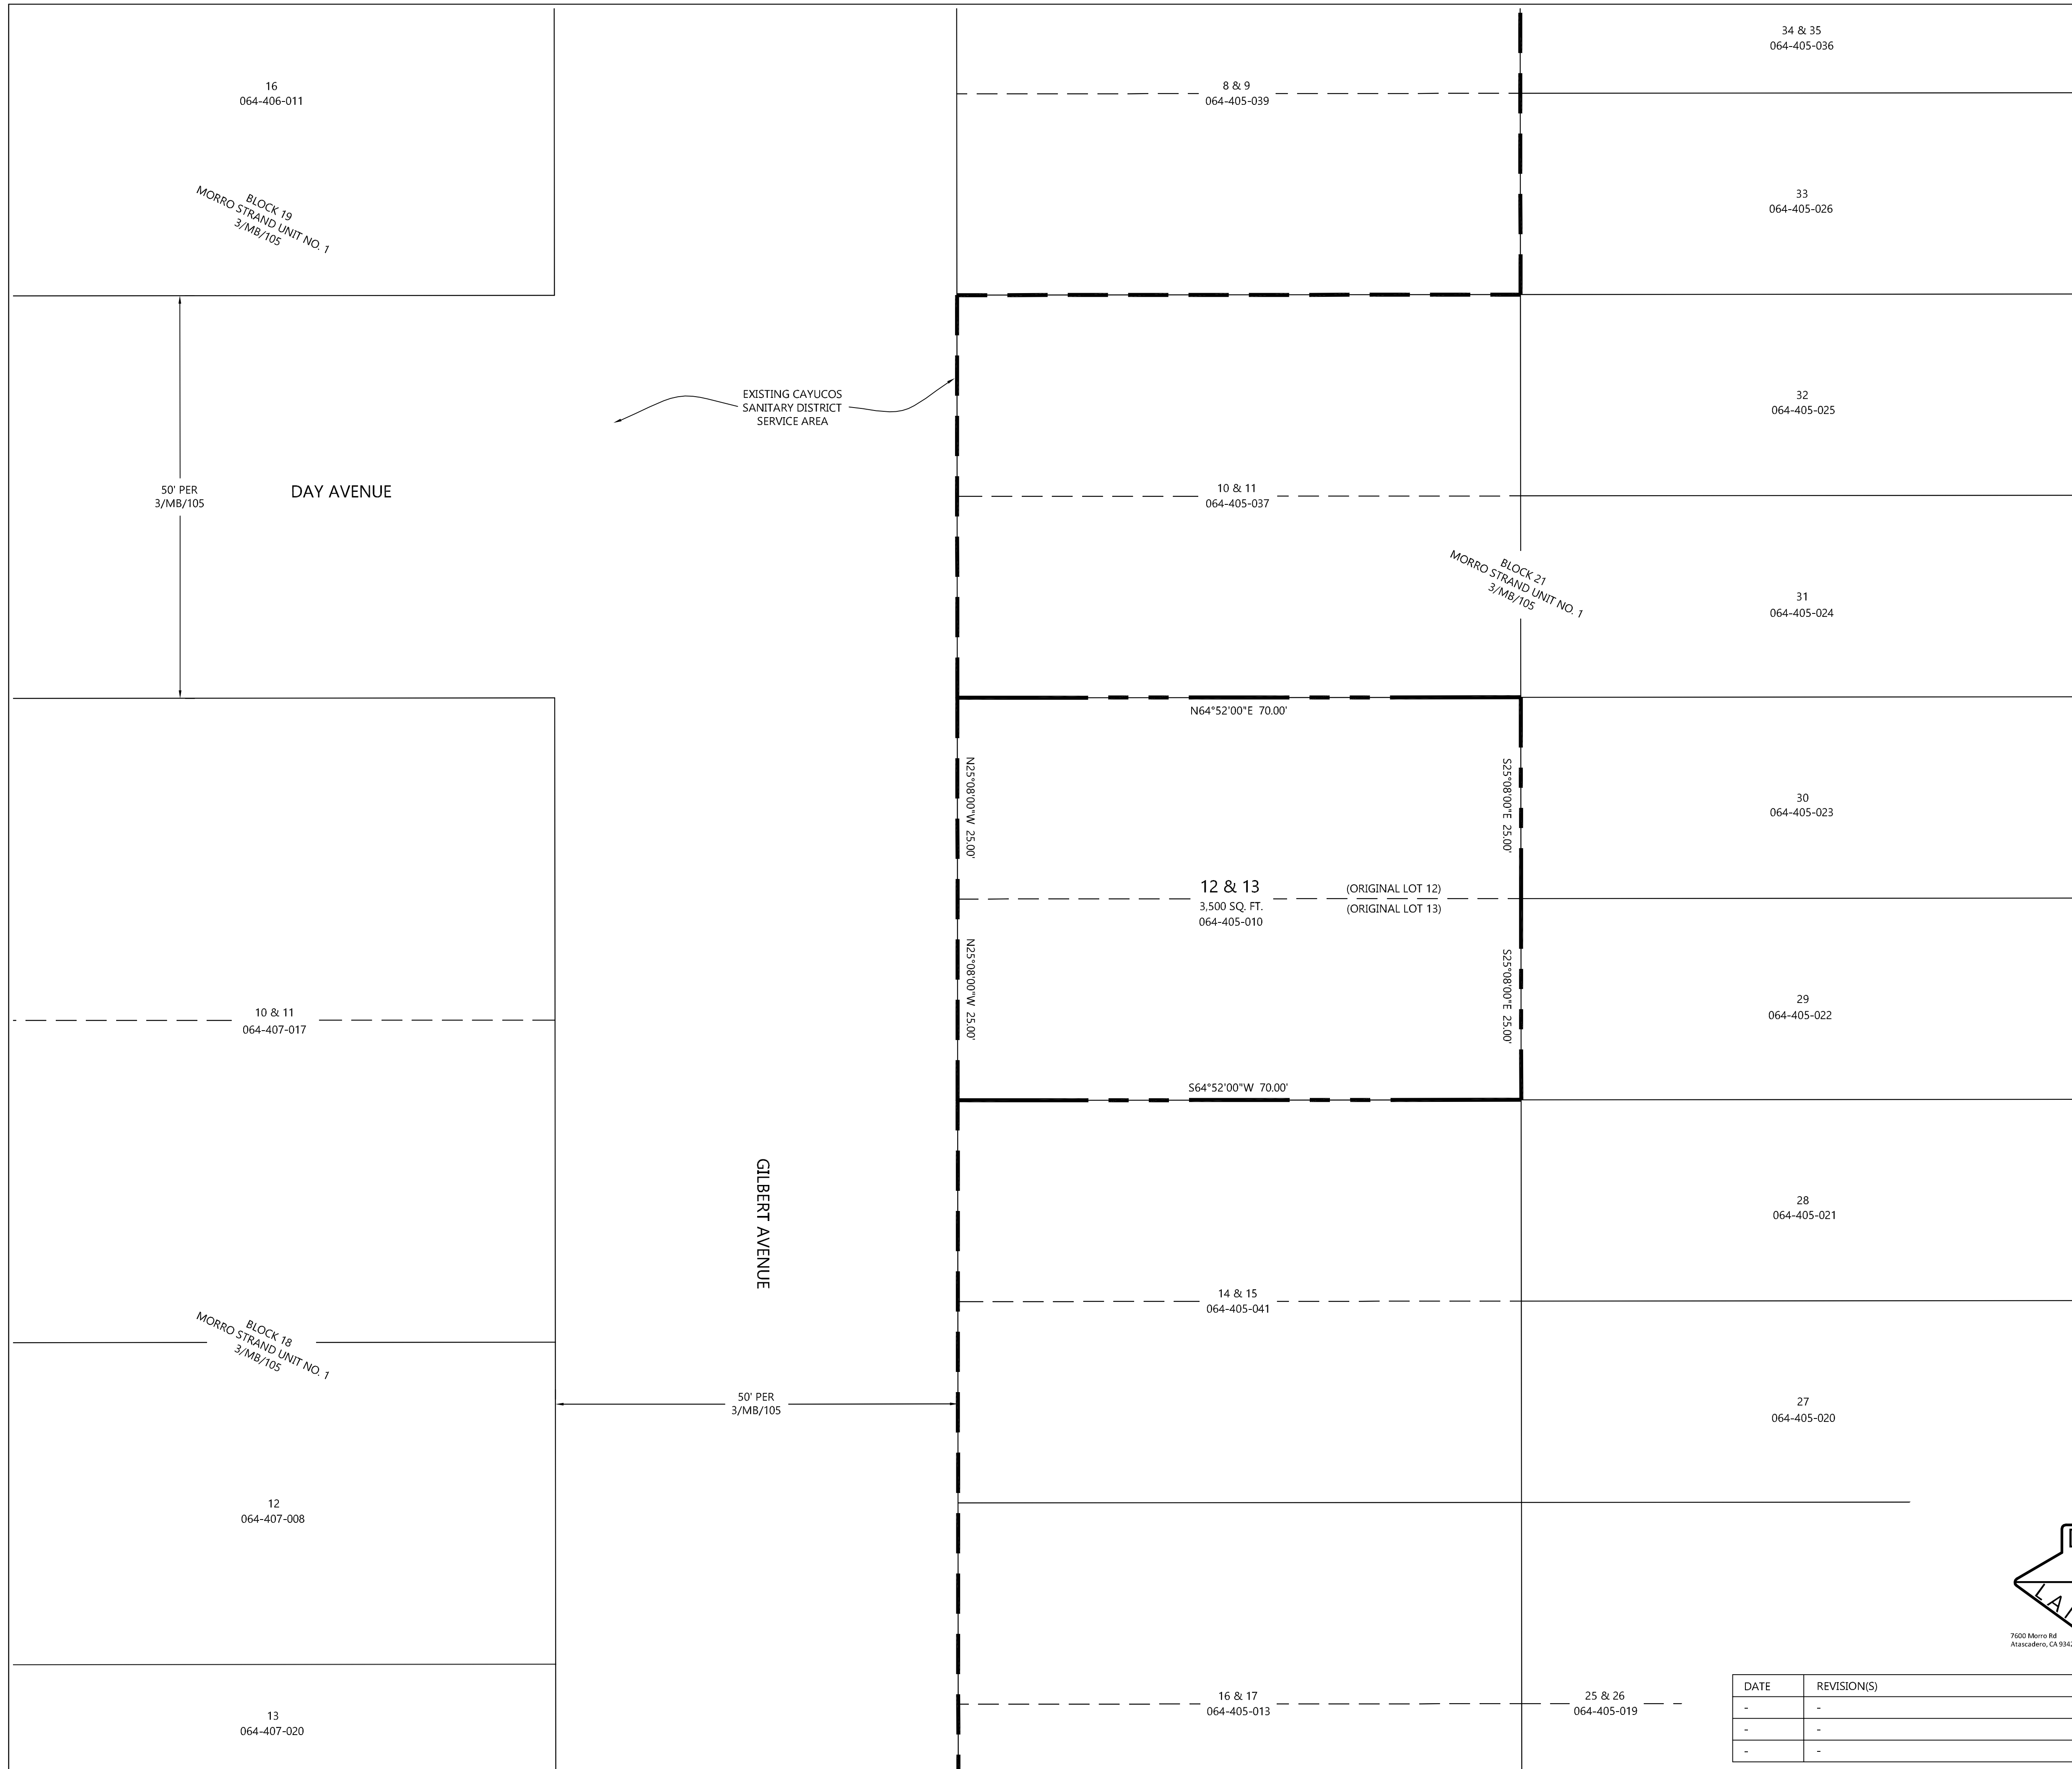 34 & 35
064-405-036
16
064-406-011
8 & 9
064-405-039
33
064-405-026
BLOCK 19
MORRO STRAND UNIT NO. 1
3/MB/105
EXISTING CAYUCOS
SANITARY DISTRICT
SERVICE AREA
32
064-405-025
50' PER
3/MB/105
DAY AVENUE
10 & 11
064-405-037
BLOCK 21
MORRO STRAND UNIT NO. 1
3/MB/105
31
064-405-024
N64°52'00"E 70.00'
N25°08'00"W 25.00'
S25°08'00"E 25.00'
30
064-405-023
12 & 13
3,500 SQ. FT.
064-405-010
(ORIGINAL LOT 12)
(ORIGINAL LOT 13)
N25°08'00"W 25.00'
S25°08'00"E 25.00'
29
064-405-022
10 & 11
064-407-017
S64°52'00"W 70.00'
GILBERT AVENUE
28
064-405-021
14 & 15
064-405-041
BLOCK 18
MORRO STRAND UNIT NO. 1
3/MB/105
50' PER
3/MB/105
27
064-405-020
12
064-407-008
7600 Morro Rd
Atascadero, CA
16 & 17
064-405-013
25 & 26
064-405-019
13
064-407-020
DATE REVISION(S)
- -
- -
- -